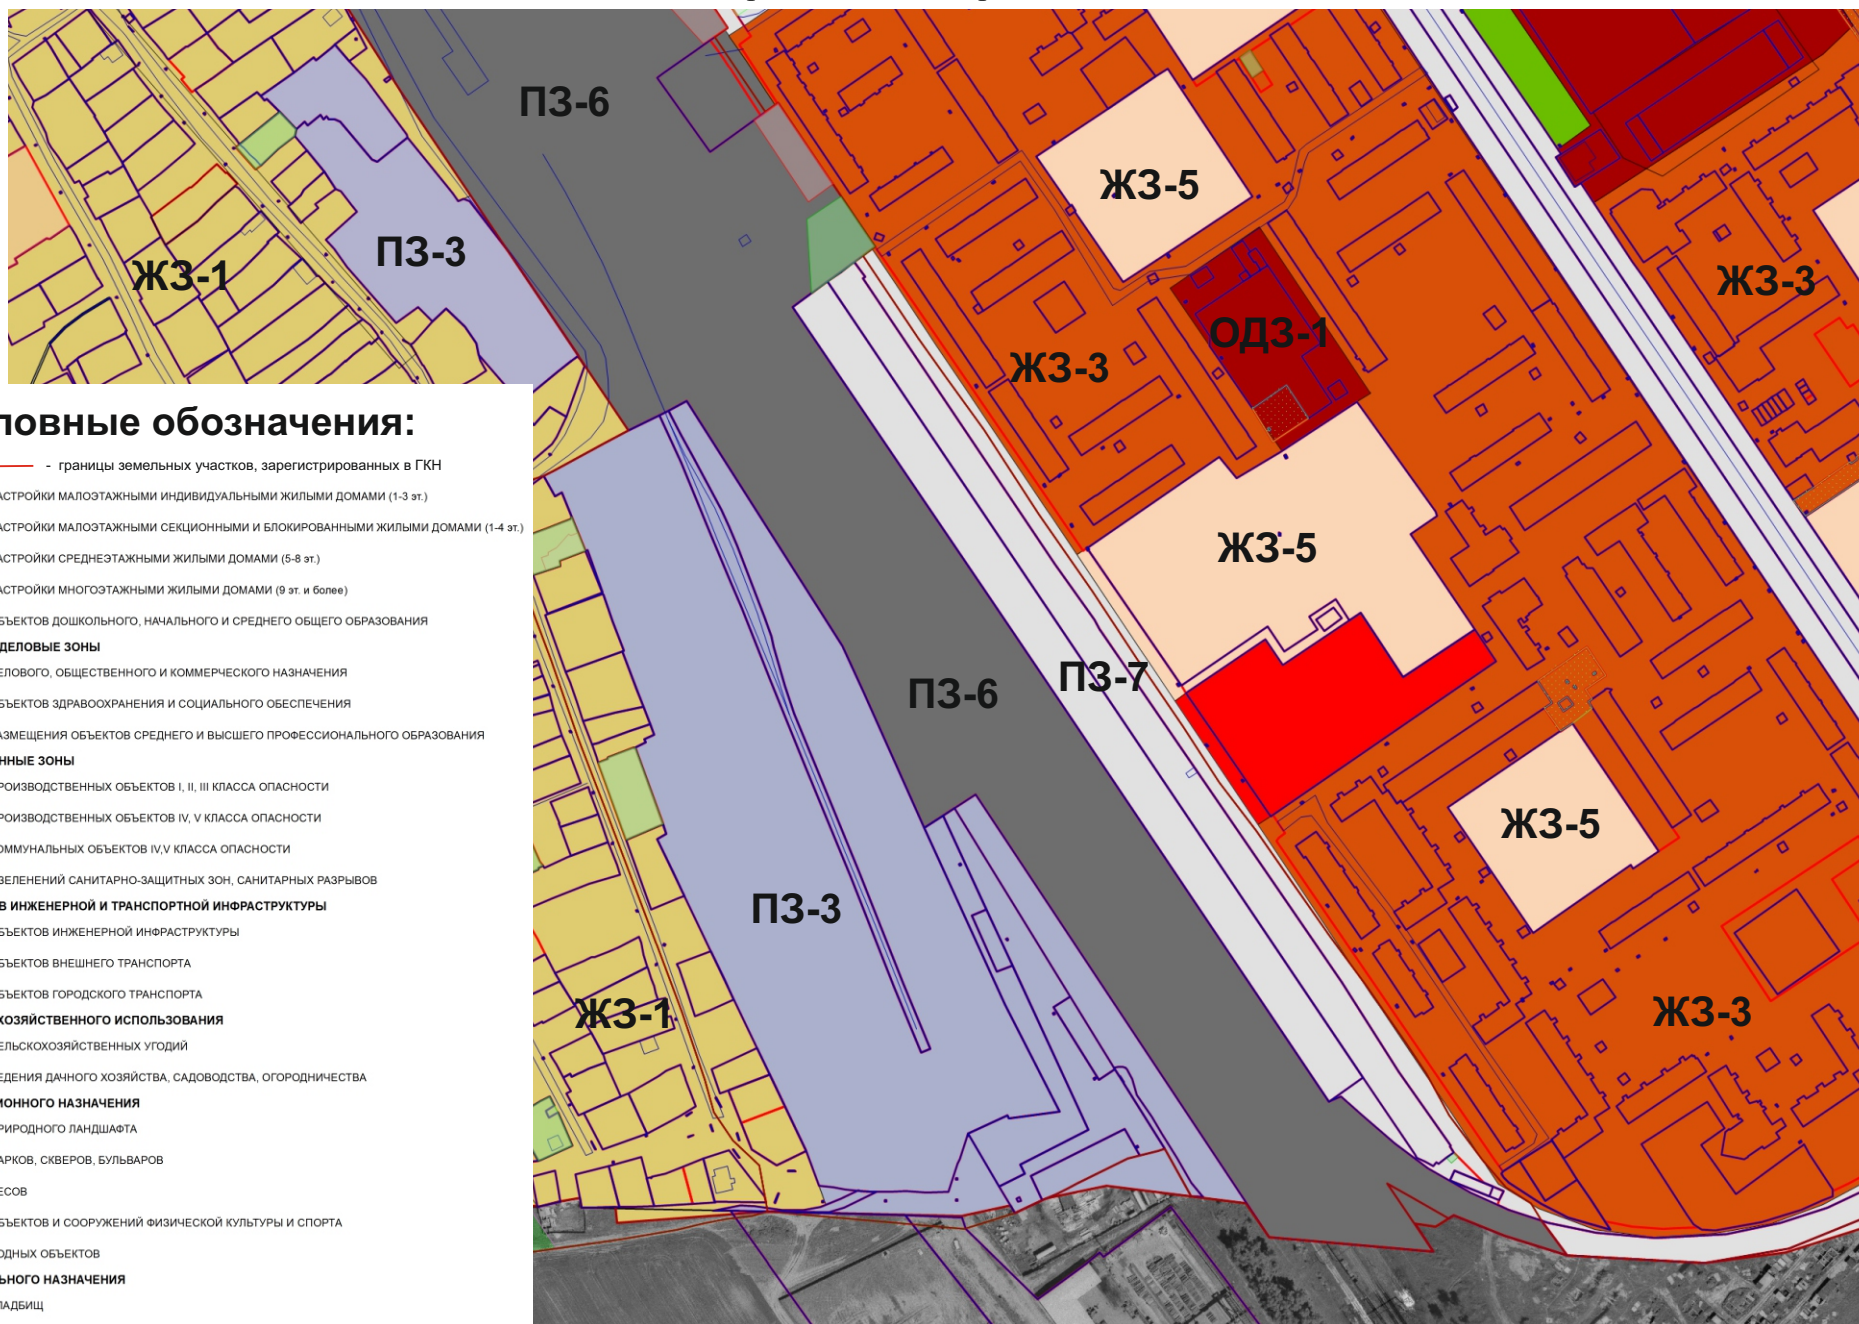 ПЗ-6
ЖЗ-5
ПЗ-3
ЖЗ-1
ЖЗ-3
ОДЗ-1
ЖЗ-3
ЖЗ-5
ПЗ-7
ПЗ-6
ЖЗ-5
ПЗ-3
ЖЗ-1
ЖЗ-3
обозначения:
- границы земельных участков, зарегистрированных в ГКН
МАЛОЭТАЖНЫМИ ИНДИВИДУАЛЬНЫМИ ЖИЛЫМИ ДОМАМИ (1-3 эт.)
МАЛОЭТАЖНЫМИ СЕКЦИОННЫМИ И БЛОКИРОВАННЫМИ ЖИЛЫМИ ДОМАМИ (1-4 эт.)
СРЕДНЕЭТАЖНЫМИ ЖИЛЫМИ ДОМАМИ (5-8 эт.)
МНОГОЭТАЖНЫМИ ЖИЛЫМИ ДОМАМИ (9 эт. и более)
ДОШКОЛЬНОГО, НАЧАЛЬНОГО И СРЕДНЕГО ОБЩЕГО ОБРАЗОВАНИЯ
ДЕЛОВЫЕ ЗОНЫ
ЕЛОВОГО, ОБЩЕСТВЕННОГО И КОММЕРЧЕСКОГО НАЗНАЧЕНИЯ
БЪЕКТОВ ЗДРАВООХРАНЕНИЯ И СОЦИАЛЬНОГО ОБЕСПЕЧЕНИЯ
АЗМЕЩЕНИЯ ОБЪЕКТОВ СРЕДНЕГО И ВЫСШЕГО ПРОФЕССИОНАЛЬНОГО ОБРАЗОВАНИЯ
ННЫЕ ЗОНЫ
РОИЗВОДСТВЕННЫХ ОБЪЕКТОВ I, II, III КЛАССА ОПАСНОСТИ
РОИЗВОДСТВЕННЫХ ОБЪЕКТОВ IV, V КЛАССА ОПАСНОСТИ
ОММУНАЛЬНЫХ ОБЪЕКТОВ IV,V КЛАССА ОПАСНОСТИ
ЗЕЛЕНЕНИЙ САНИТАРНО-ЗАЩИТНЫХ ЗОН, САНИТАРНЫХ РАЗРЫВОВ
В ИНЖЕНЕРНОЙ И ТРАНСПОРТНОЙ ИНФРАСТРУКТУРЫ
БЪЕКТОВ ИНЖЕНЕРНОЙ ИНФРАСТРУКТУРЫ
БЪЕКТОВ ВНЕШНЕГО ТРАНСПОРТА
БЪЕКТОВ ГОРОДСКОГО ТРАНСПОРТА
ХОЗЯЙСТВЕННОГО ИСПОЛЬЗОВАНИЯ
ЕЛЬСКОХОЗЯЙСТВЕННЫХ УГОДИЙ
ЕДЕНИЯ ДАЧНОГО ХОЗЯЙСТВА, САДОВОДСТВА, ОГОРОДНИЧЕСТВА
ИОННОГО НАЗНАЧЕНИЯ
РИРОДНОГО ЛАНДШАФТА
АРКОВ, СКВЕРОВ, БУЛЬВАРОВ
ЕСОВ
БЪЕКТОВ И СООРУЖЕНИЙ ФИЗИЧЕСКОЙ КУЛЬТУРЫ И СПОРТА
ОДНЫХ ОБЪЕКТОВ
ЬНОГО НАЗНАЧЕНИЯ
ЛАДБИЩ